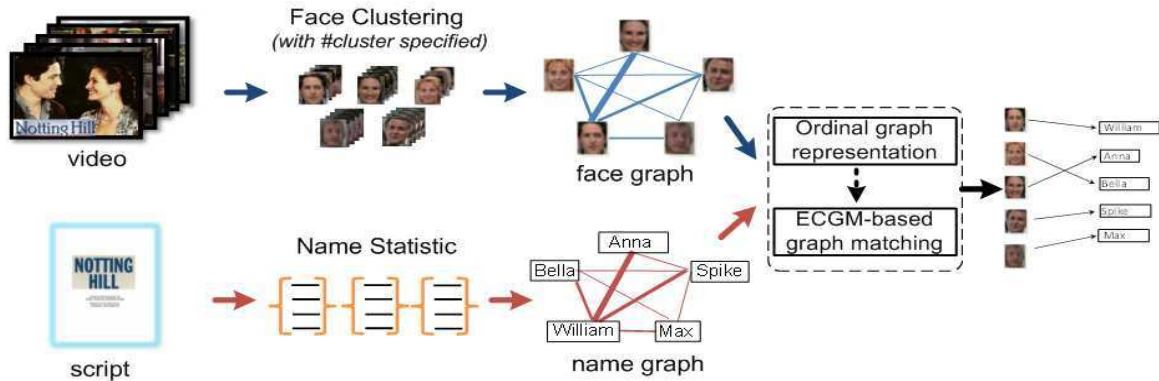 Face Clustering
(with #cluster specified)
Notting Hill
video
face graph
Ordinal graph
representation
ECGM-based
graph matching
William
Anna
Bella
Spike
Max
NOTTING
HILL
script
Name Statistic
Anna
Bella
Spike
William
Max
name graph